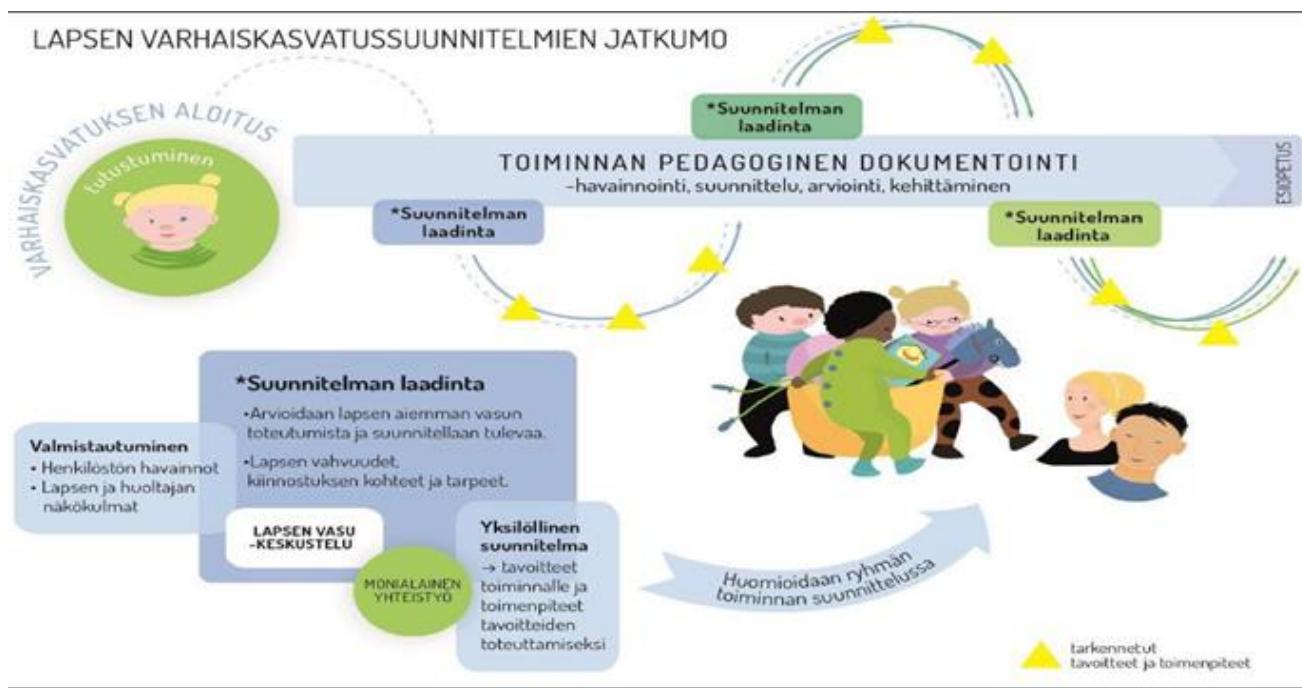 LAPSEN VARHAISKASVATUSSUUNNITELMIEN JATKUMO
VARHAISKASVATUKSEN ALOITUS
tutustuminen
*Suunnitelman
laadinta
TOIMINNAN PEDAGOGINEN DOKUMENTOINTI
-havainnointi, suunnittelu, arviointi, kehittäminen
ESIOPETUS
*Suunnitelman
laadinta
*Suunnitelman
laadinta
*Suunnitelman laadinta
•Arvioidaan lapsen aiemman vasun
toteutumista ja suunnitellaan tulevaa.
•Lapsen vahvuudet,
kiinnostuksen kohteet ja tarpeet.
Valmistautuminen
• Henkilöstön havainnot
• Lapsen ja huoltajan
näkökulmat
LAPSEN VASU
-KESKUSTELU
MONIALAINEN
YHTEISTYÖ
Yksilöllinen
suunnitelma
→ tavoitteet
toiminnalle ja
toimenpiteet
tavoitteiden
toteuttamiseksi
Huomioidaan ryhmän
toiminnan suunnittelussa
tarkennetut
tavoitteet ja toimenpiteet